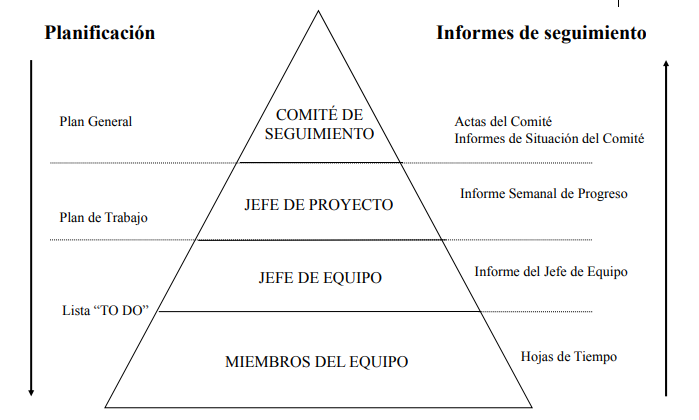 Planificación
Informes de seguimiento
COMITÉ DE
SEGUIMIENTO
Plan General
Actas del Comité
Informes de Situación del Comité
JEFE DE PROYECTO
Informe Semanal de Progreso
Plan de Trabajo
JEFE DE EQUIPO
Informe del Jefe de Equipo
Lista “TO DO”
MIEMBROS DEL EQUIPO
Hojas de Tiempo